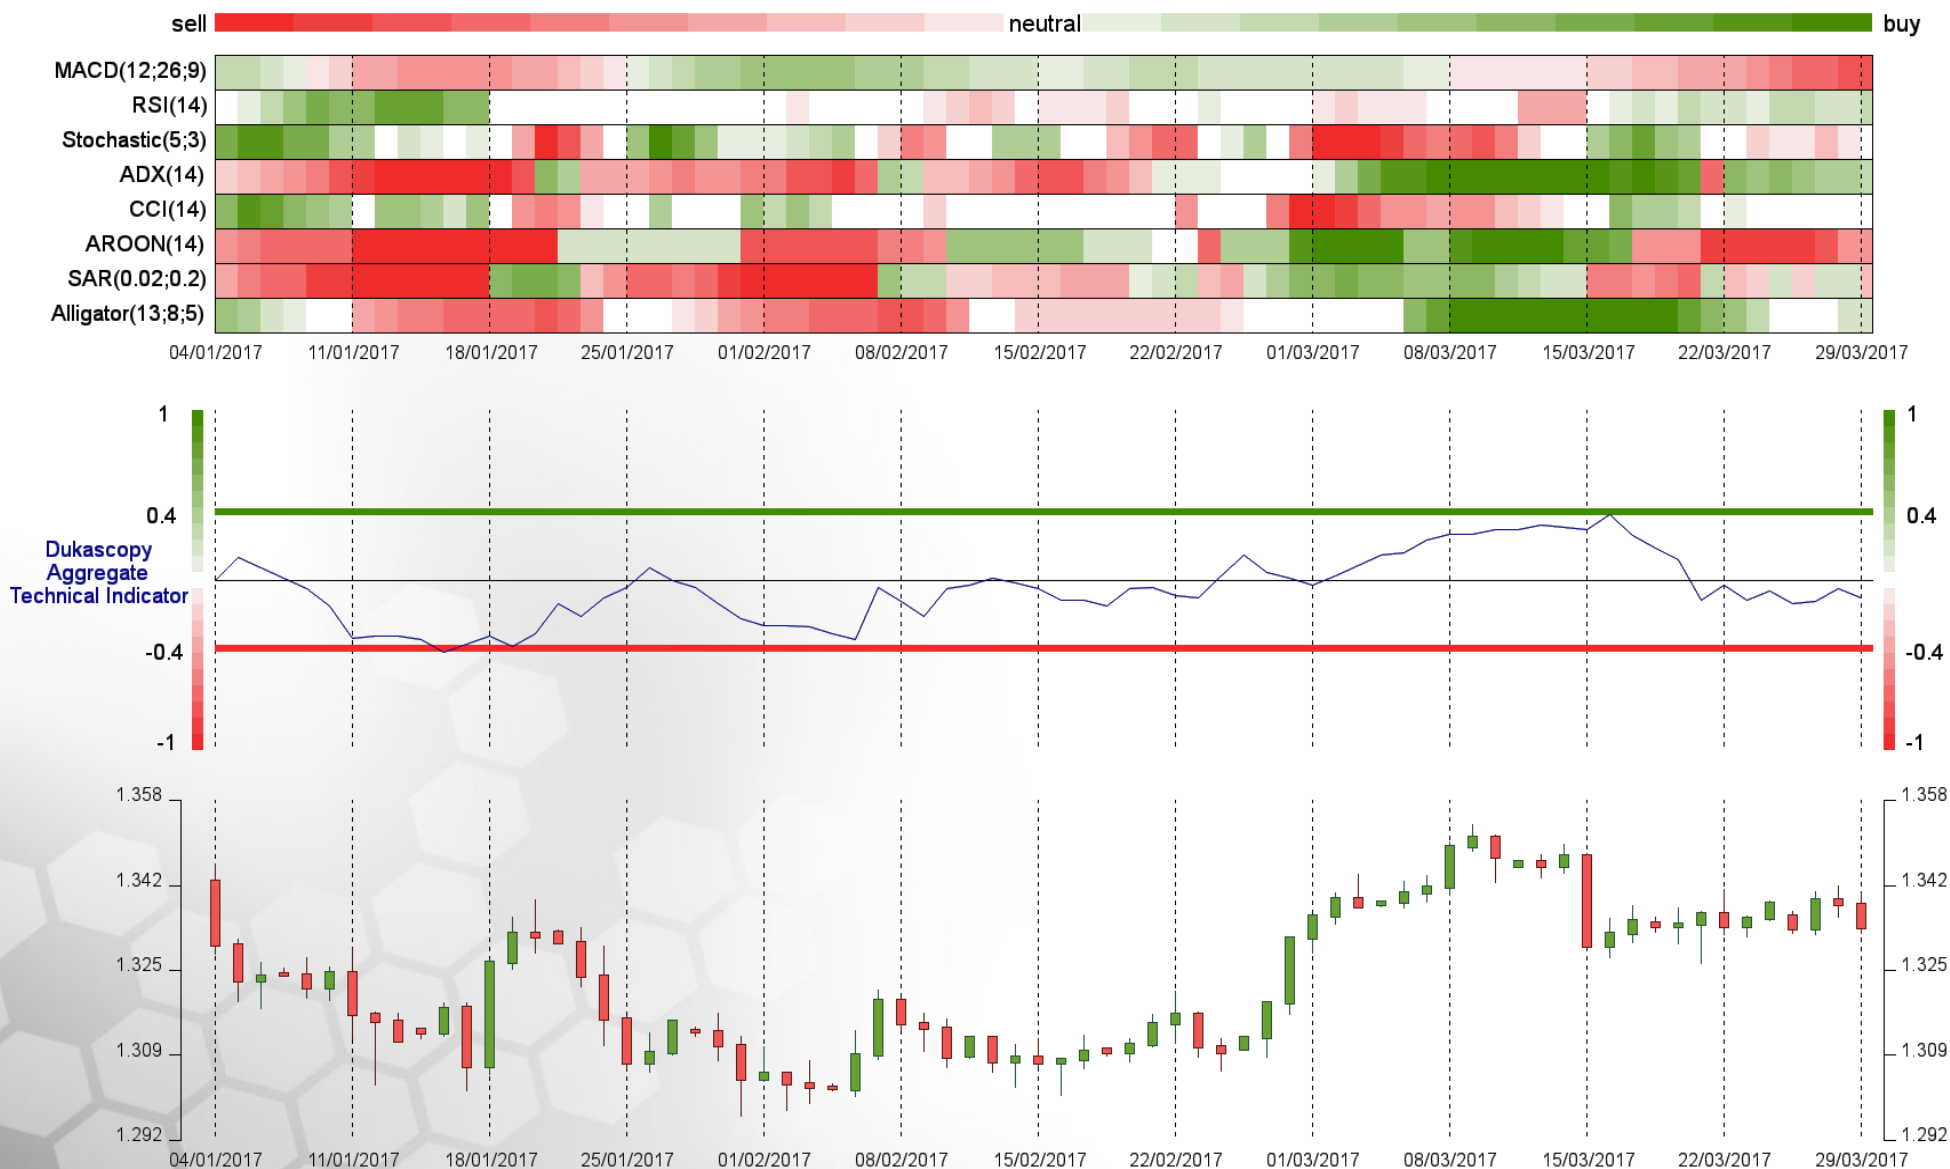 sell neutral buy
MACD(12;26;9)
RSI(14)
Stochastic(5;3)
ADX(14)
CCI(14)
AROON(14)
SAR(0.02;0.2)
Alligator(13;8;5)
04/01/2017 11/01/2017 18/01/2017 25/01/2017 01/02/2017 08/02/2017 15/02/2017 22/02/2017 01/03/2017 08/03/2017 15/03/2017 22/03/2017 29/03/2017
1 1
0.4 0.4
Dukascopy
Aggregate
Technical Indicator
-0.4 -0.4
-1 -1
1.358 1.358
1.342 1.342
1.325 1.325
1.309 1.309
1.292 1.292
04/01/2017 11/01/2017 18/01/2017 25/01/2017 01/02/2017 08/02/2017 15/02/2017 22/02/2017 01/03/2017 08/03/2017 15/03/2017 22/03/2017 29/03/2017